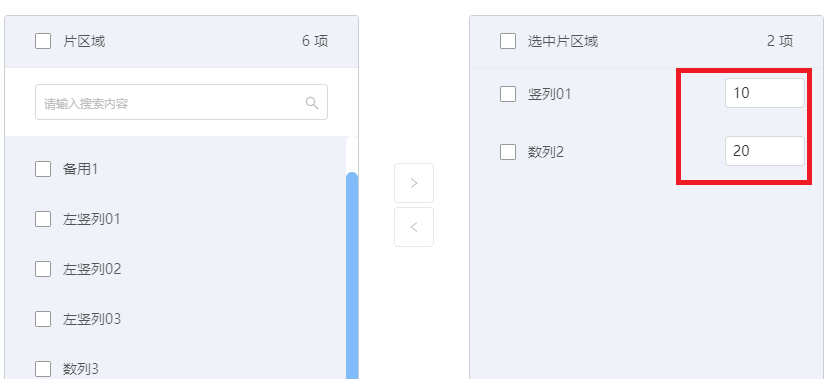 片区域 6 项
请输入搜索内容
备用1
左竖列01
左竖列02
左竖列03
数列3
选中片区域 2 项
竖列01 10
数列2 20